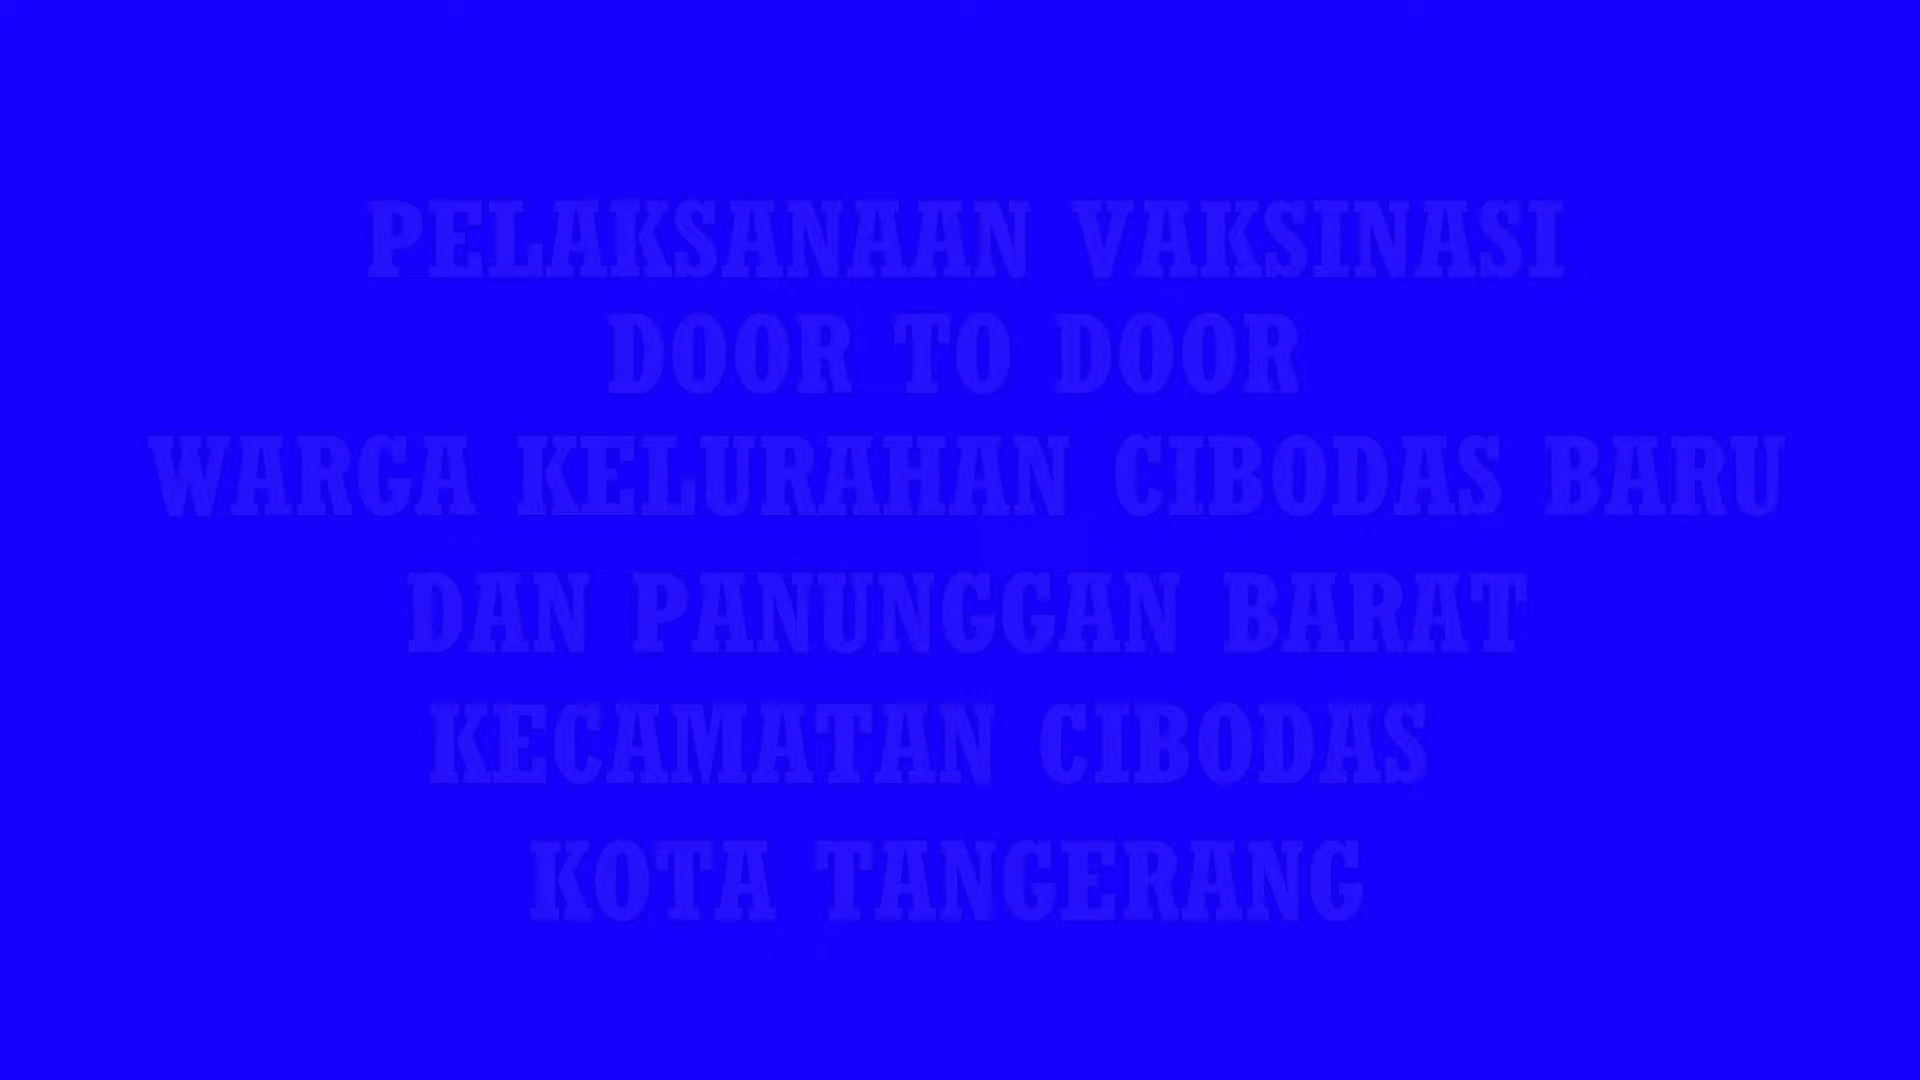 PELAKSANAAN VAKSINASI
DOOR TO DOOR
WARGA KELURAHAN CIBODAS BARU
DAN PANUNGGAN BARAT
KECAMATAN CIBODAS
KOTA TANGERANG